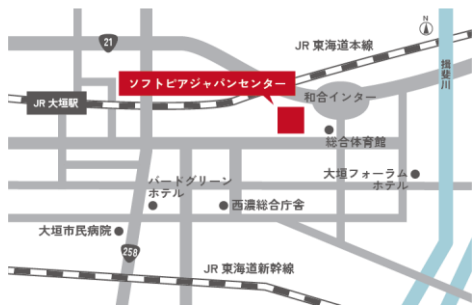 N
21
JR 東海道本線
ソフトピアジャパンセンター
揖斐川
和合インター
JR 大垣駅
総合体育館
大垣フォーラム
ホテル
バードグリーン
ホテル
西濃総合庁舎
大垣市民病院
258
JR 東海道新幹線